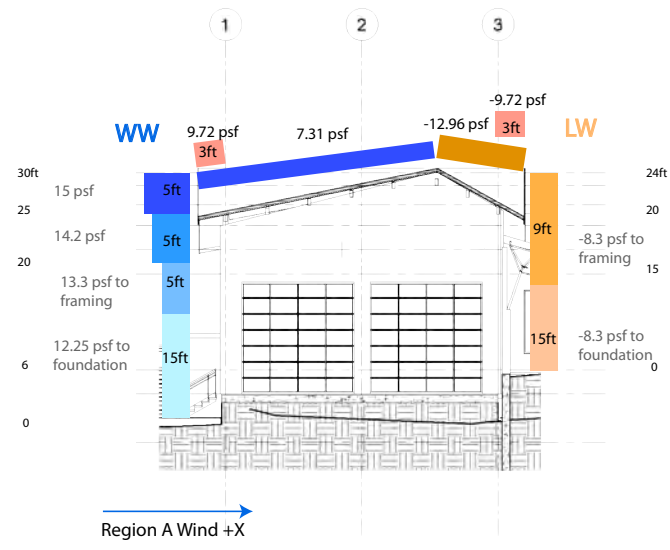 1
2
3
-9.72 psf
WW
9.72 psf
7.31 psf
-12.96 psf
3ft
LW
3ft
30ft
15 psf
5ft
24ft
25
20
14.2 psf
5ft
9ft
-8.3 psf to
framing
20
15
13.3 psf to
framing
5ft
12.25 psf to
foundation
15ft
15ft
-8.3 psf to
foundation
6
0
0
Region A Wind +X